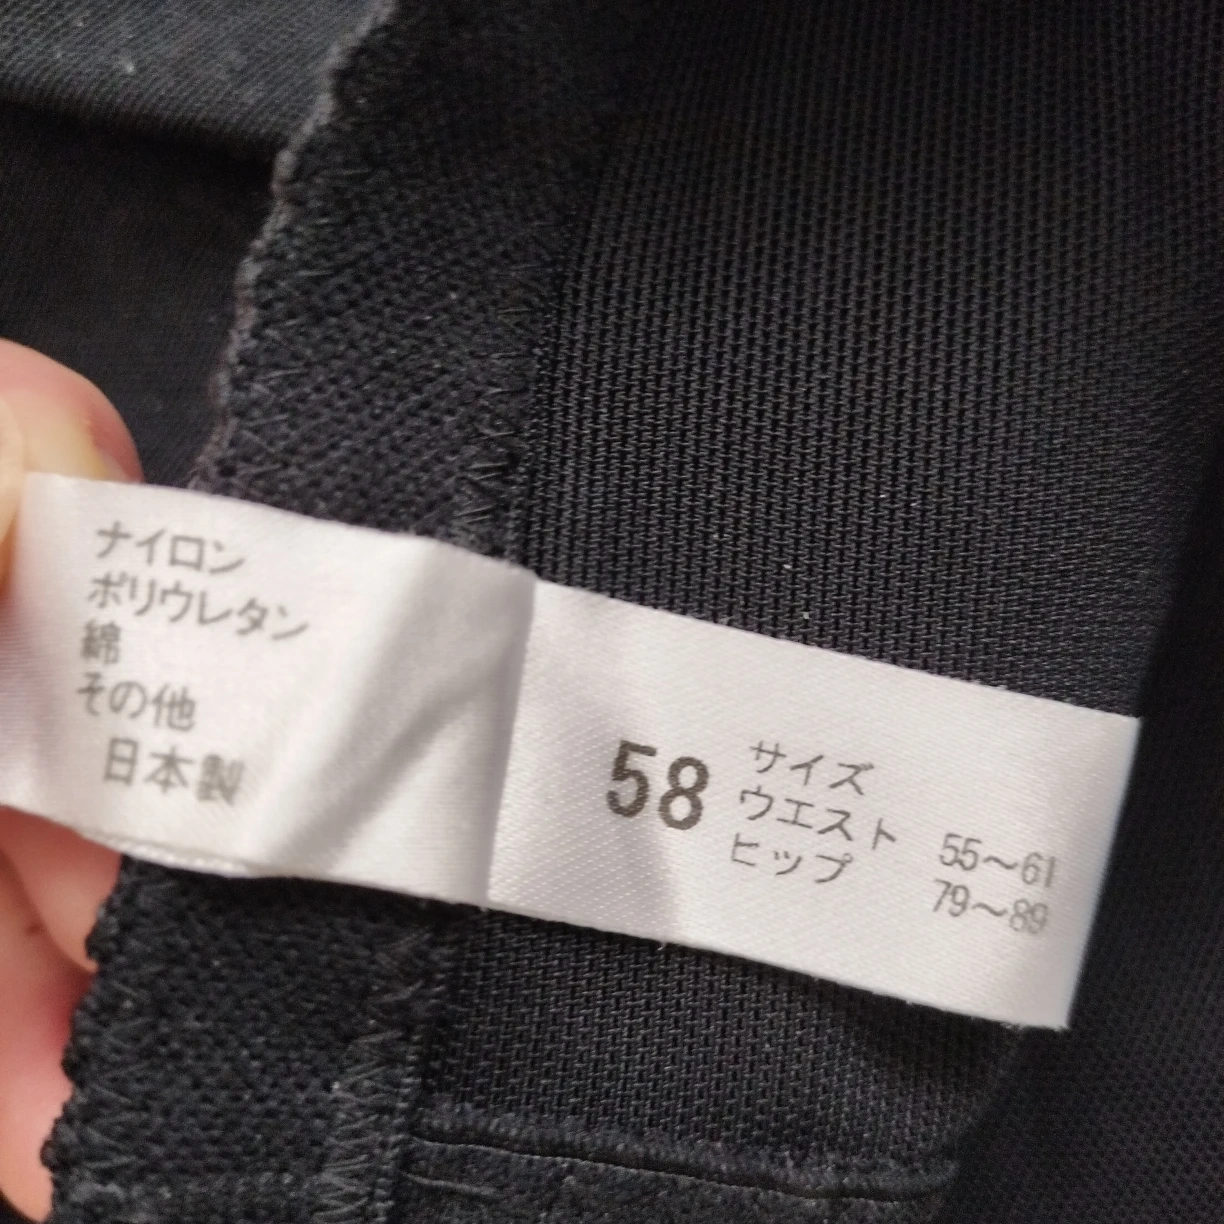 ナイロン
ポリウレタン
綿
その他
日本製
58
サイズ
ウエスト 55〜61
ヒップ 79〜89